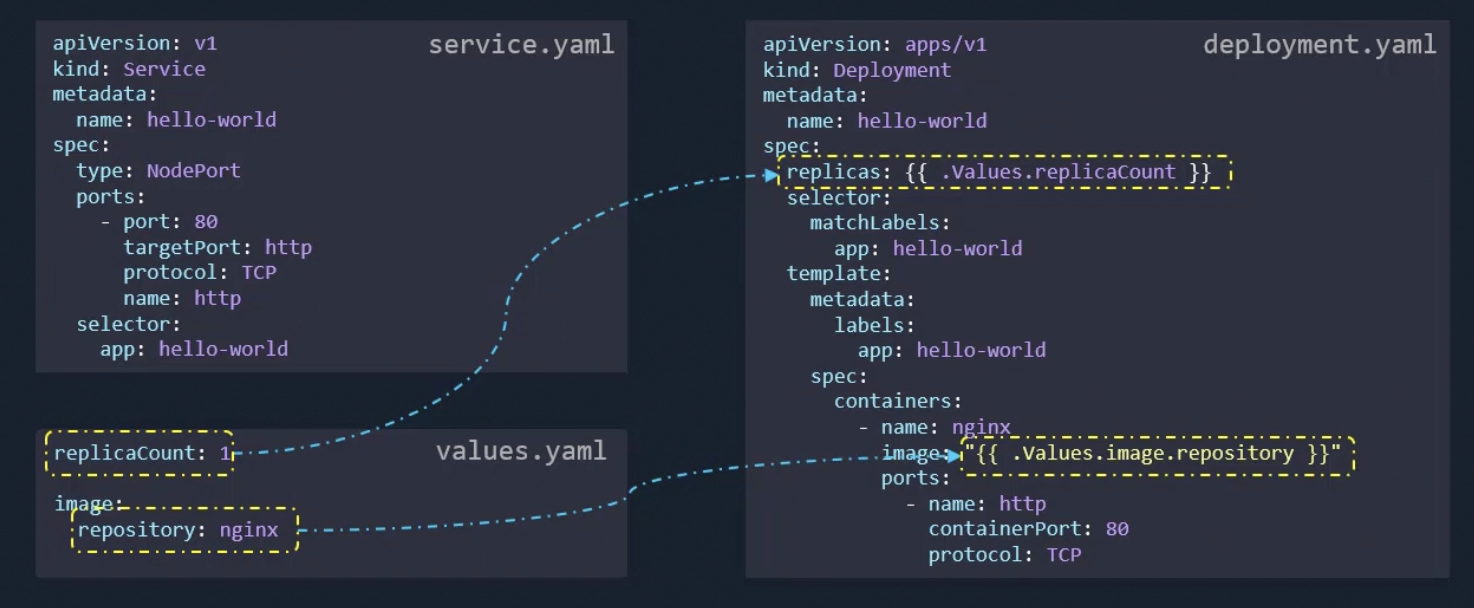 service.yaml
apiVersion: v1
kind: Service
metadata:
  name: hello-world
spec:
  type: NodePort
  ports:
    - port: 80
      targetPort: http
      protocol: TCP
      name: http
  selector:
    app: hello-world
values.yaml
replicaCount: 1
image:
  repository: nginx
deployment.yaml
apiVersion: apps/v1
kind: Deployment
metadata:
  name: hello-world
spec:
  replicas: {{ .Values.replicaCount }}
  selector:
    matchLabels:
      app: hello-world
  template:
    metadata:
      labels:
        app: hello-world
    spec:
      containers:
        - name: nginx
          image: "{{ .Values.image.repository }}"
          ports:
            - name: http
              containerPort: 80
              protocol: TCP